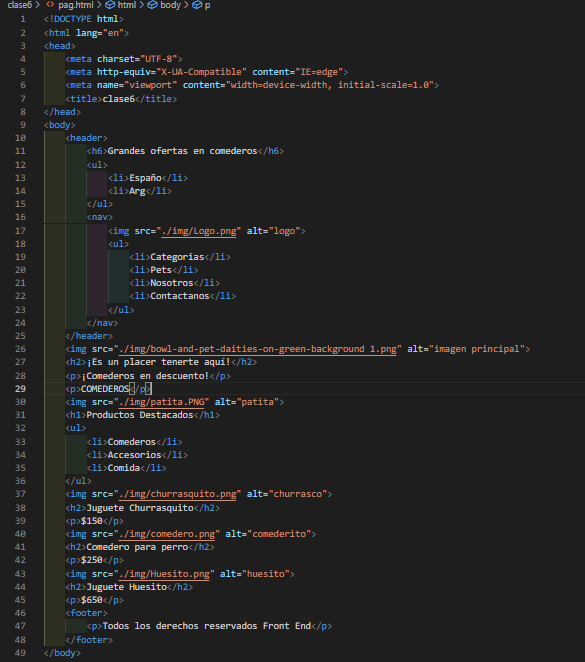 clase6 > <> pag.html > html > body > p
1 <!DOCTYPE html>
2 <html lang="en">
3 <head>
4     <meta charset="UTF-8">
5     <meta http-equiv="X-UA-Compatible" content="IE=edge">
6     <meta name="viewport" content="width=device-width, initial-scale=1.0">
7     <title>clase6</title>
8 </head>
9 <body>
10     <header>
11         <h6>Grandes ofertas en comederos</h6>
12         <ul>
13             <li>Españo</li>
14             <li>Arg</li>
15         </ul>
16         <nav>
17             <img src="./img/Logo.png" alt="logo">
18             <ul>
19                 <li>Categorias</li>
20                 <li>Pets</li>
21                 <li>Nosotros</li>
22                 <li>Contactanos</li>
23             </ul>
24         </nav>
25     </header>
26     <img src="./img/bowl-and-pet-daities-on-green-background 1.png" alt="imagen principal">
27     <h2>¡Es un placer tenerte aquí!</h2>
28     <p>¡Comederos en descuento!</p>
29     <p>COMEDEROS</p>
30     <img src="./img/patita.PNG" alt="patita">
31     <h1>Productos Destacados</h1>
32     <ul>
33         <li>Comederos</li>
34         <li>Accesorios</li>
35         <li>Comida</li>
36     </ul>
37     <img src="./img/churrasquito.png" alt="churrasco">
38     <h2>Juguete Churrasquito</h2>
39     <p>$150</p>
40     <img src="./img/comedero.png" alt="comederito">
41     <h2>Comedero para perro</h2>
42     <p>$250</p>
43     <img src="./img/Huesito.png" alt="huesito">
44     <h2>Juguete Huesito</h2>
45     <p>$650</p>
46     <footer>
47         <p>Todos los derechos reservados Front End</p>
48     </footer>
49 </body>